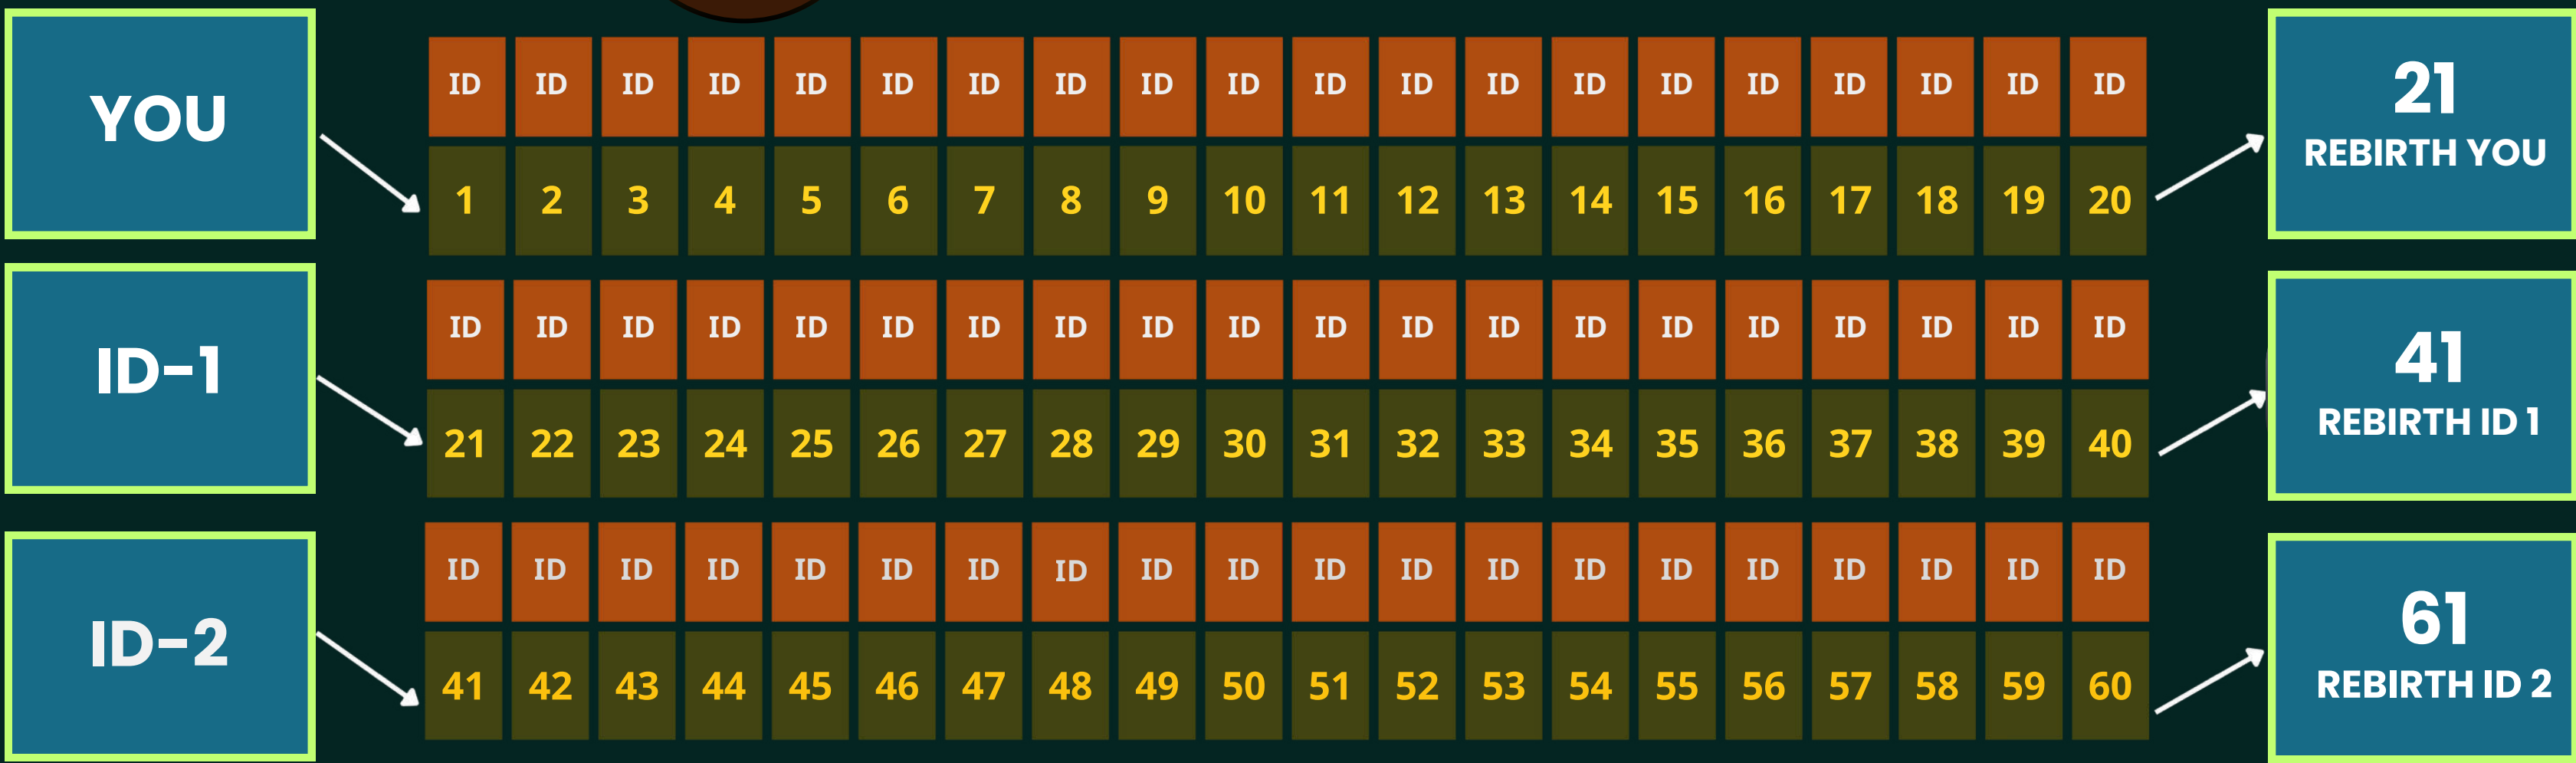 YOU
ID ID ID ID ID ID ID ID ID ID ID ID ID ID ID ID ID ID ID ID
1 2 3 4 5 6 7 8 9 10 11 12 13 14 15 16 17 18 19 20
21
REBIRTH YOU
ID-1
ID ID ID ID ID ID ID ID ID ID ID ID ID ID ID ID ID ID ID ID
21 22 23 24 25 26 27 28 29 30 31 32 33 34 35 36 37 38 39 40
41
REBIRTH ID 1
ID-2
ID ID ID ID ID ID ID ID ID ID ID ID ID ID ID ID ID ID ID ID
41 42 43 44 45 46 47 48 49 50 51 52 53 54 55 56 57 58 59 60
61
REBIRTH ID 2